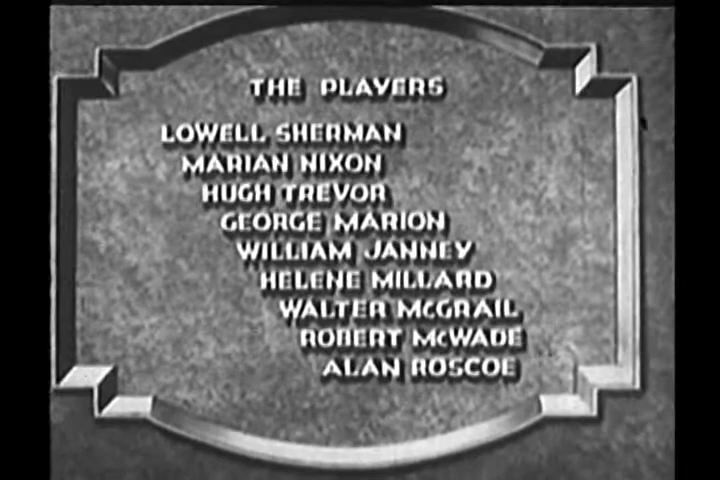 THE PLAYERS
LOWELL SHERMAN
MARIAN NIXON
HUGH TREVOR
GEORGE MARION
WILLIAM JANNEY
HELENE MILLARD
WALTER McGRAIL
ROBERT McWADE
ALAN ROSCOE